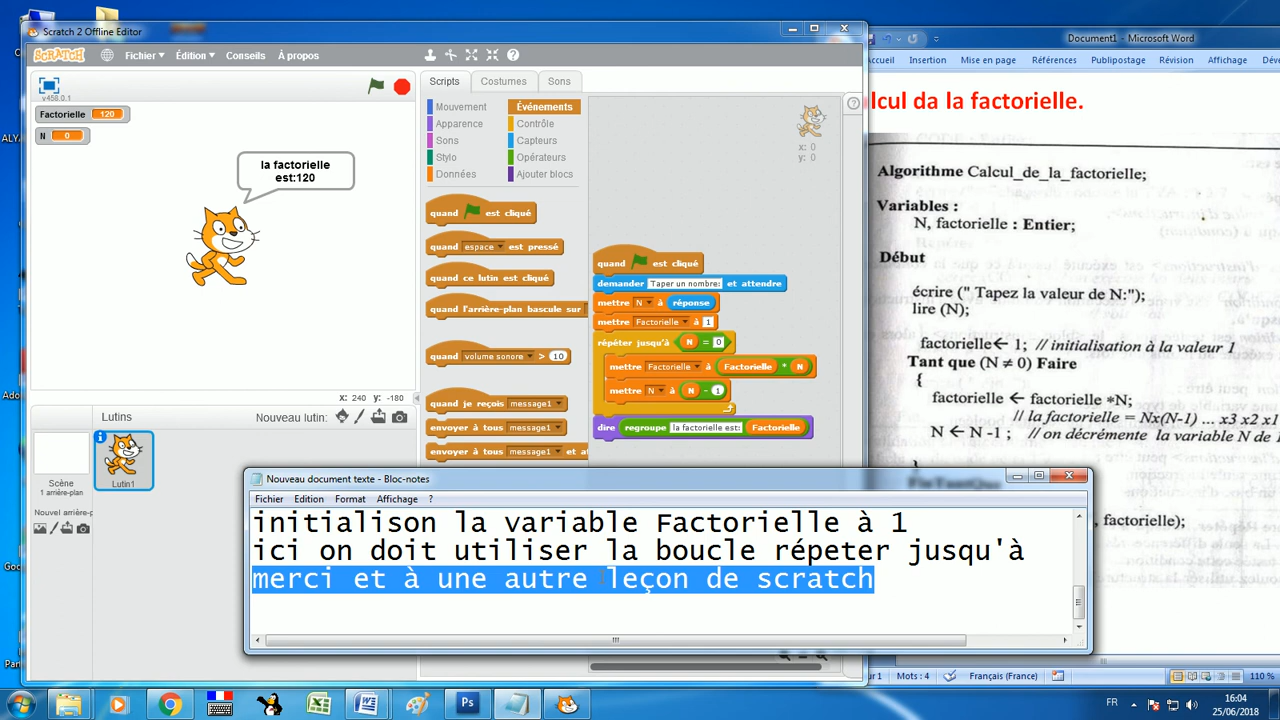 Scratch 2 Offline Editor
SCRATCH
Fichier
Édition
Conseils
À propos
v458.0.1
Factorielle 120
N 0
la factorielle
est:120
x: 240 y: -180
Lutins
Nouveau lutin:
Scène
1 arrière-plan
Nouvel arrière-p
Lutin1
Scripts
Costumes
Sons
Mouvement
Événements
Apparence
Contrôle
Sons
Capteurs
Stylo
Opérateurs
Données
Ajouter blocs
quand est cliqué
quand espace est pressé
quand ce lutin est cliqué
quand l'arrière-plan bascule sur
quand volume sonore > 10
quand je reçois message1
envoyer à tous message1
envoyer à tous message1 et at
x: 0
y: 0
quand est cliqué
demander Taper un nombre: et attendre
mettre N à réponse
mettre Factorielle à 1
répéter jusqu'à N = 0
mettre Factorielle à Factorielle * N
mettre N à N - 1
dire regroupe la factorielle est: Factorielle
Document1 - Microsoft Word
Accueil
Insertion
Mise en page
Références
Publipostage
Révision
Affichage
Déve
lcul da la factorielle.
Algorithme Calcul_de_la_factorielle;
Variables :
N, factorielle : Entier;
Début
écrire (" Tapez la valeur de N:");
lire (N);
factorielle← 1; // initialisation à la valeur 1
Tant que (N ≠ 0) Faire
{
factorielle ← factorielle *N;
// la factorielle = Nx(N-1) ... x3 x2 x1
N ← N -1 ; // on décrémente la variable N de 1
}
FinTantQue
, factorielle);
Nouveau document texte - Bloc-notes
Fichier
Edition
Format
Affichage
?
initialison la variable Factorielle à 1
ici on doit utiliser la boucle répeter jusqu'à
merci et à une autre leçon de scratch
ur 1
Mots : 4
Français (France)
110 %
Ps
FR
16:04
25/06/2018